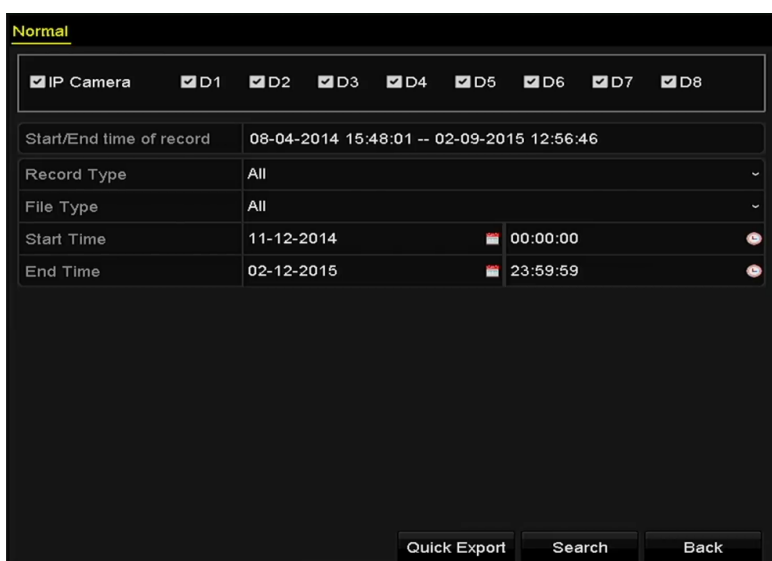 Normal
IP Camera D1 D2 D3 D4 D5 D6 D7 D8
Start/End time of record 08-04-2014 15:48:01 -- 02-09-2015 12:56:46
Record Type All
File Type All
Start Time 11-12-2014 00:00:00
End Time 02-12-2015 23:59:59
Quick Export Search Back